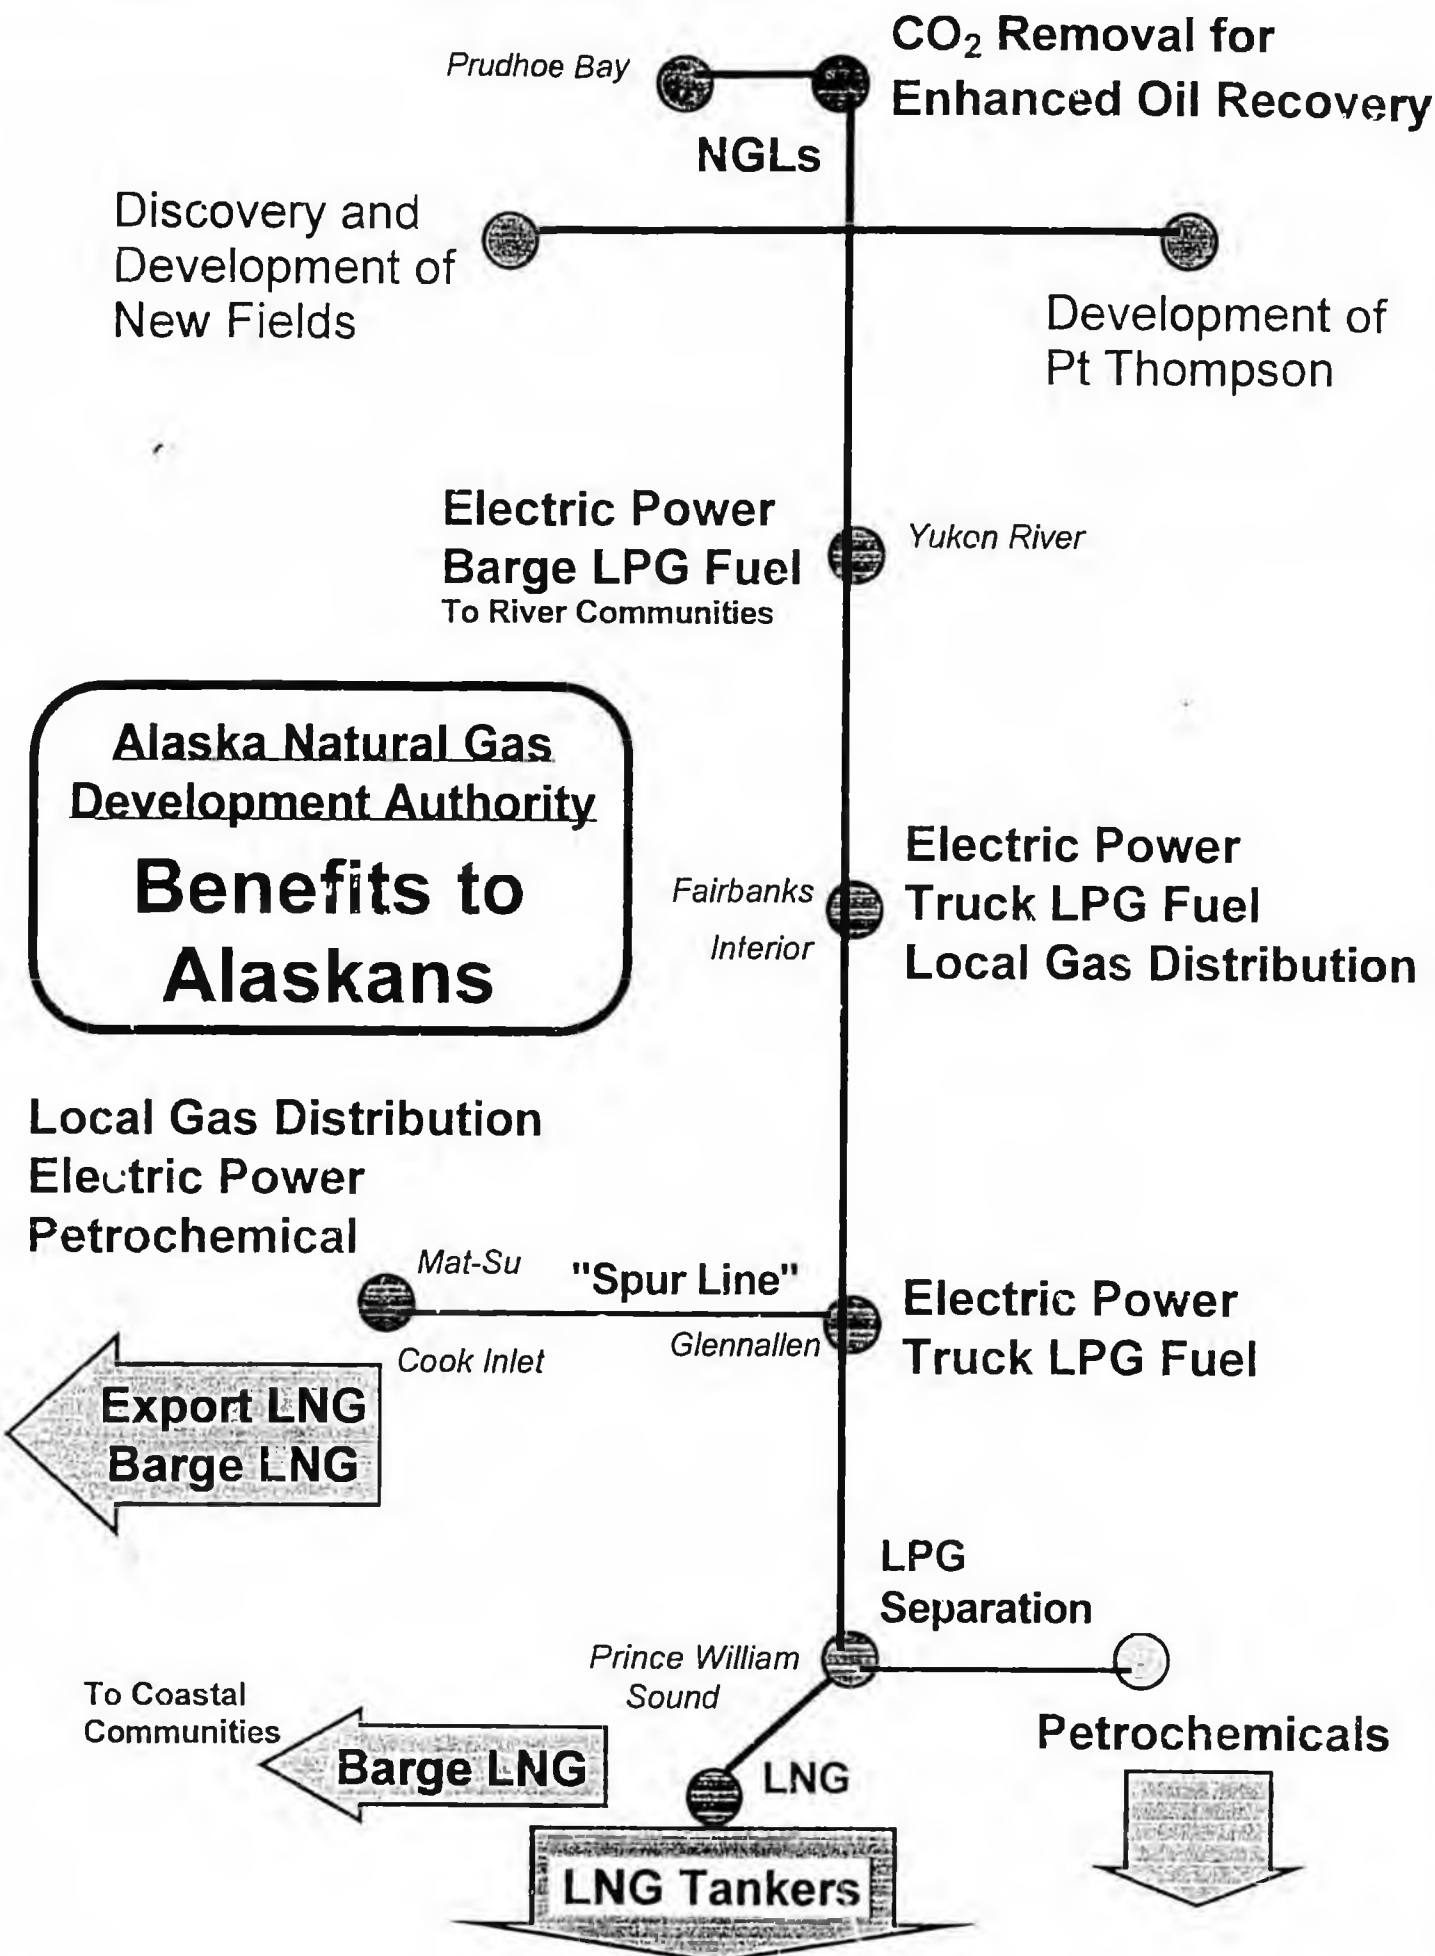 Prudhoe Bay
CO₂ Removal for
Enhanced Oil Recovery
NGLs
Discovery and
Development of
New Fields
Development of
Pt Thompson
Electric Power
Barge LPG Fuel
To River Communities
Yukon River
Alaska Natural Gas
Development Authority
Benefits to
Alaskans
Fairbanks
Interior
Electric Power
Truck LPG Fuel
Local Gas Distribution
Local Gas Distribution
Electric Power
Petrochemical
Mat-Su
"Spur Line"
Cook Inlet
Glennallen
Electric Power
Truck LPG Fuel
Export LNG
Barge LNG
LPG
Separation
Prince William
Sound
To Coastal
Communities
Barge LNG
LNG
Petrochemicals
LNG Tankers